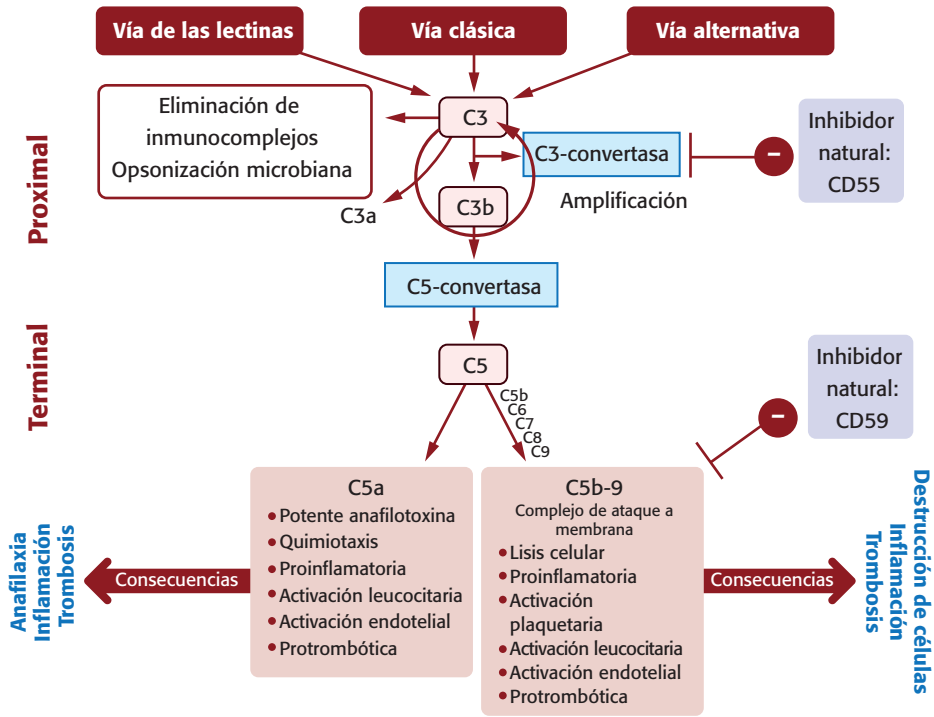 Vía de las lectinas
Vía clásica
Vía alternativa
Proximal
Eliminación de
inmunocomplejos
Opsonización microbiana
C3
C3-convertasa
−
Inhibidor
natural:
CD55
C3a
C3b
Amplificación
C5-convertasa
Terminal
C5
C5b
C6
C7
C8
C9
−
Inhibidor
natural:
CD59
Anafilaxia
Inflamación
Trombosis
Consecuencias
C5a
• Potente anafilotoxina
• Quimiotaxis
• Proinflamatoria
• Activación leucocitaria
• Activación endotelial
• Protrombótica
C5b-9
Complejo de ataque a
membrana
• Lisis celular
• Proinflamatoria
• Activación
plaquetaria
• Activación leucocitaria
• Activación endotelial
• Protrombótica
Consecuencias
Destrucción de células
Inflamación
Trombosis